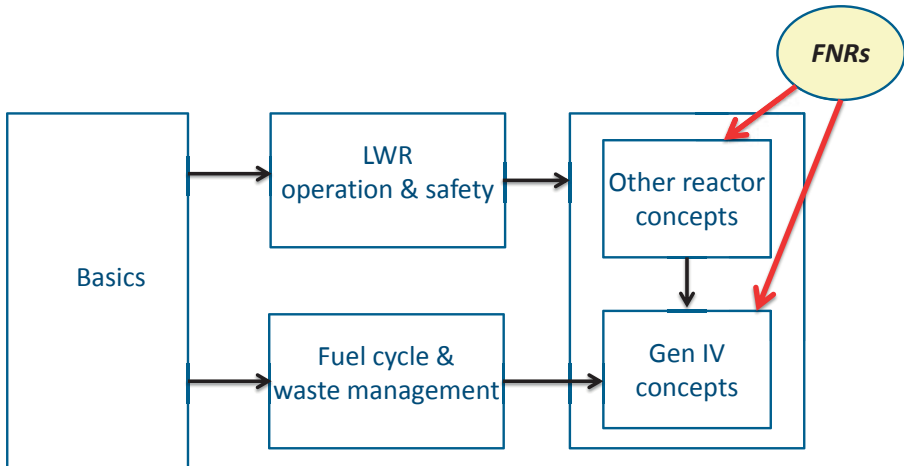 FNRs
LWR
operation & safety
Other reactor
concepts
Basics
Fuel cycle &
waste management
Gen IV
concepts